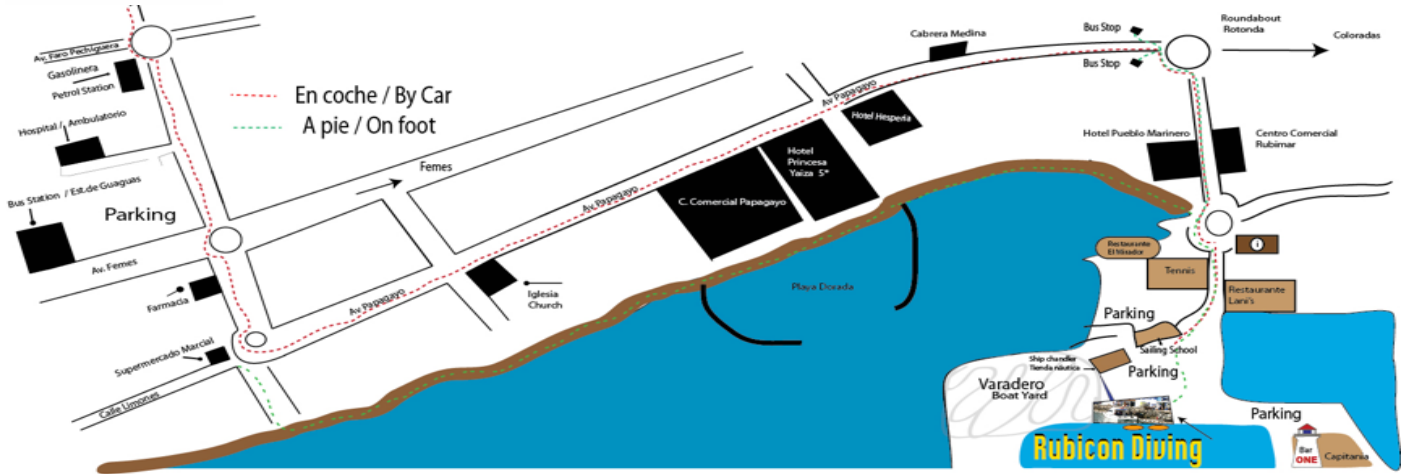 Av. Faro Pechiguera
Gasolinera
Petrol Station
Hospital / Ambulatorio
Bus Station / Est.de Guaguas
Parking
Av. Femes
Farmacia
Supermercado Marcial
Calle Limones
En coche / By Car
A pie / On foot
Femes
Av. Papagayo
Iglesia
Church
Av. Papagayo
C. Comercial Papagayo
Hotel
Princesa
Yaiza 5*
Hotel Hesperia
Av Papagayo
Cabrera Medina
Bus Stop
Bus Stop
Roundabout
Rotonda
Coloradas
Hotel Pueblo Marinero
Centro Comercial
Rubimar
Playa Dorada
Restaurante
El Mirador
i
Tennis
Restaurante
Lani's
Parking
Sailing School
Ship chandler
Tienda náutica
Parking
Varadero
Boat Yard
Rubicon Diving
Parking
Bar
ONE
Capitania